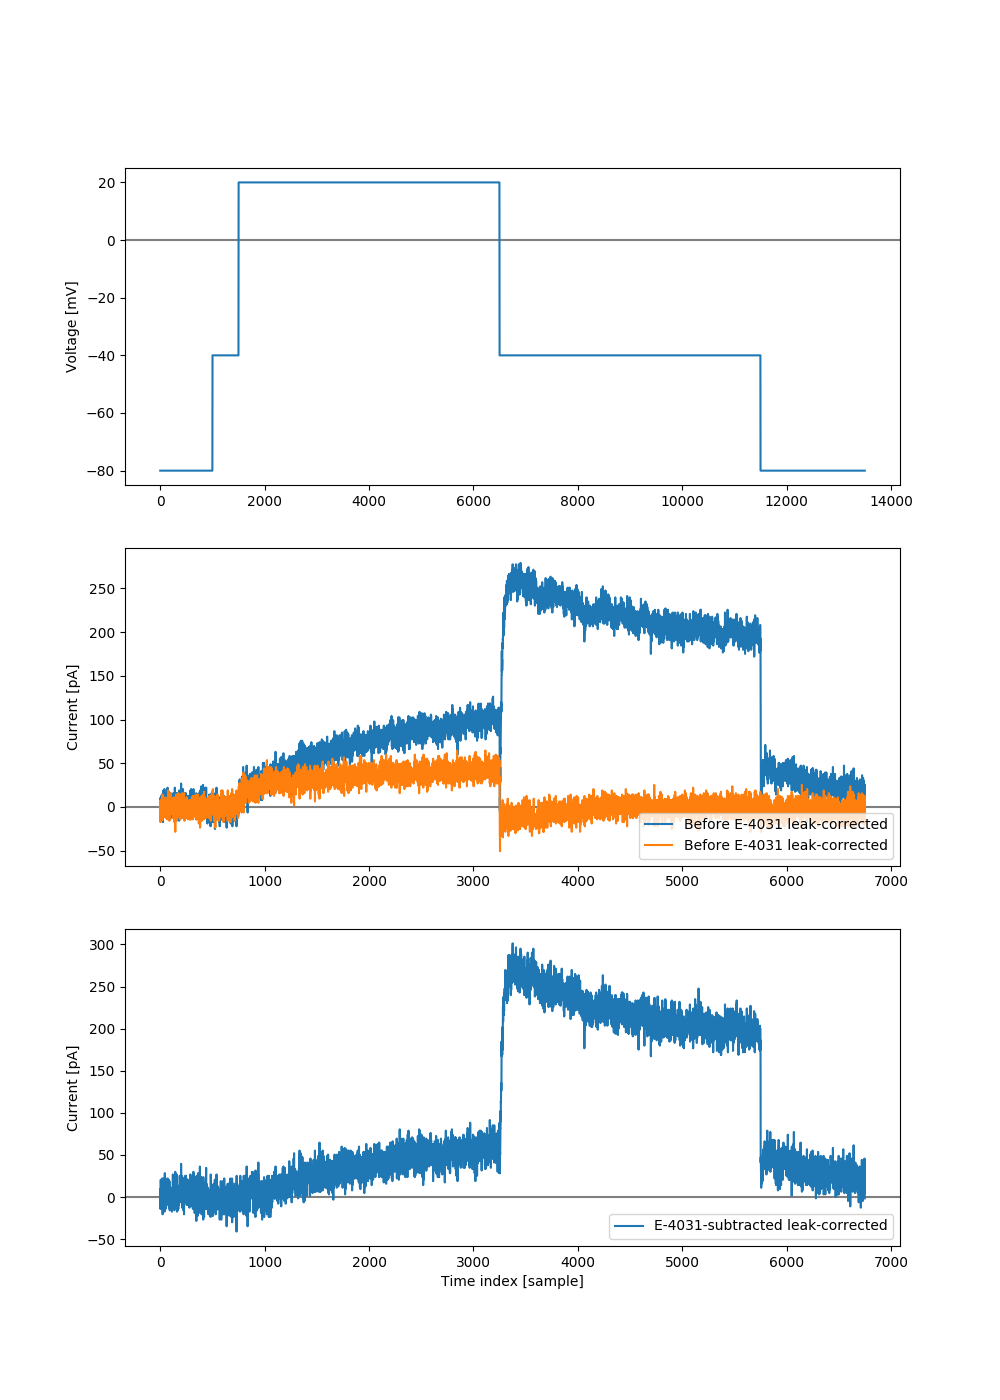 Voltage [mV]
20
0
−20
−40
−60
−80
0 2000 4000 6000 8000 10000 12000 14000
Current [pA]
250
200
150
100
50
0
−50
Before E-4031 leak-corrected
Before E-4031 leak-corrected
0 1000 2000 3000 4000 5000 6000 7000
Current [pA]
300
250
200
150
100
50
0
−50
E-4031-subtracted leak-corrected
0 1000 2000 3000 4000 5000 6000 7000
Time index [sample]